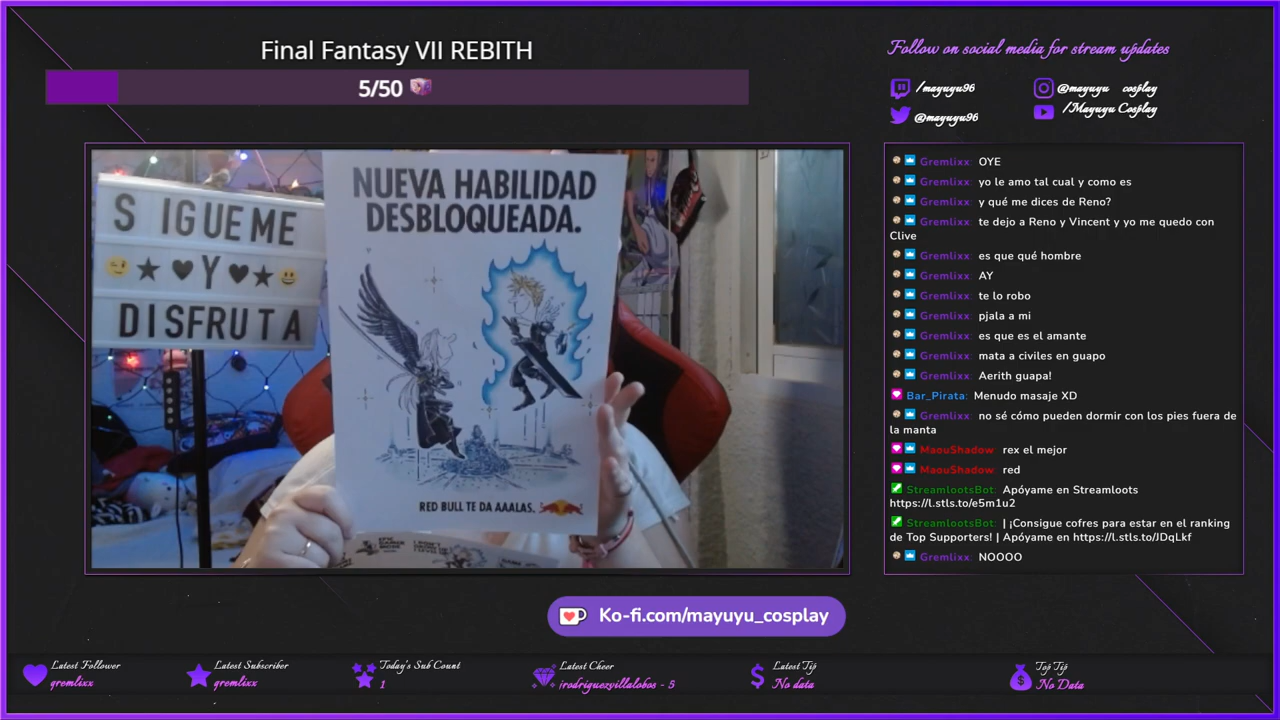 Final Fantasy VII REBITH
5/50
Follow on social media for stream updates
/mayuyu96
@mayuyu cosplay
@mayuyu96
/Mayuyu Cosplay
S IGUEME
Y
DISFRUTA
NUEVA HABILIDAD
DESBLOQUEADA.
RED BULL TE DA AAALAS.
Gremlixx: OYE
Gremlixx: yo le amo tal cual y como es
Gremlixx: y qué me dices de Reno?
Gremlixx: te dejo a Reno y Vincent y yo me quedo con
Clive
Gremlixx: es que qué hombre
Gremlixx: AY
Gremlixx: te lo robo
Gremlixx: pjala a mi
Gremlixx: es que es el amante
Gremlixx: mata a civiles en guapo
Gremlixx: Aerith guapa!
Bar_Pirata: Menudo masaje XD
Gremlixx: no sé cómo pueden dormir con los pies fuera de
la manta
MaouShadow: rex el mejor
MaouShadow: red
StreamlootsBot: Apóyame en Streamloots
https://l.stls.to/e5m1u2
StreamlootsBot: | ¡Consigue cofres para estar en el ranking
de Top Supporters! | Apóyame en https://l.stls.to/JDqLkf
Gremlixx: NOOOO
Ko-fi.com/mayuyu_cosplay
Latest Follower
gremlixx
Latest Subscriber
gremlixx
Today's Sub Count
1
Latest Cheer
jrodriguezvillalobos - 5
Latest Tip
No data
Top Tip
No Data